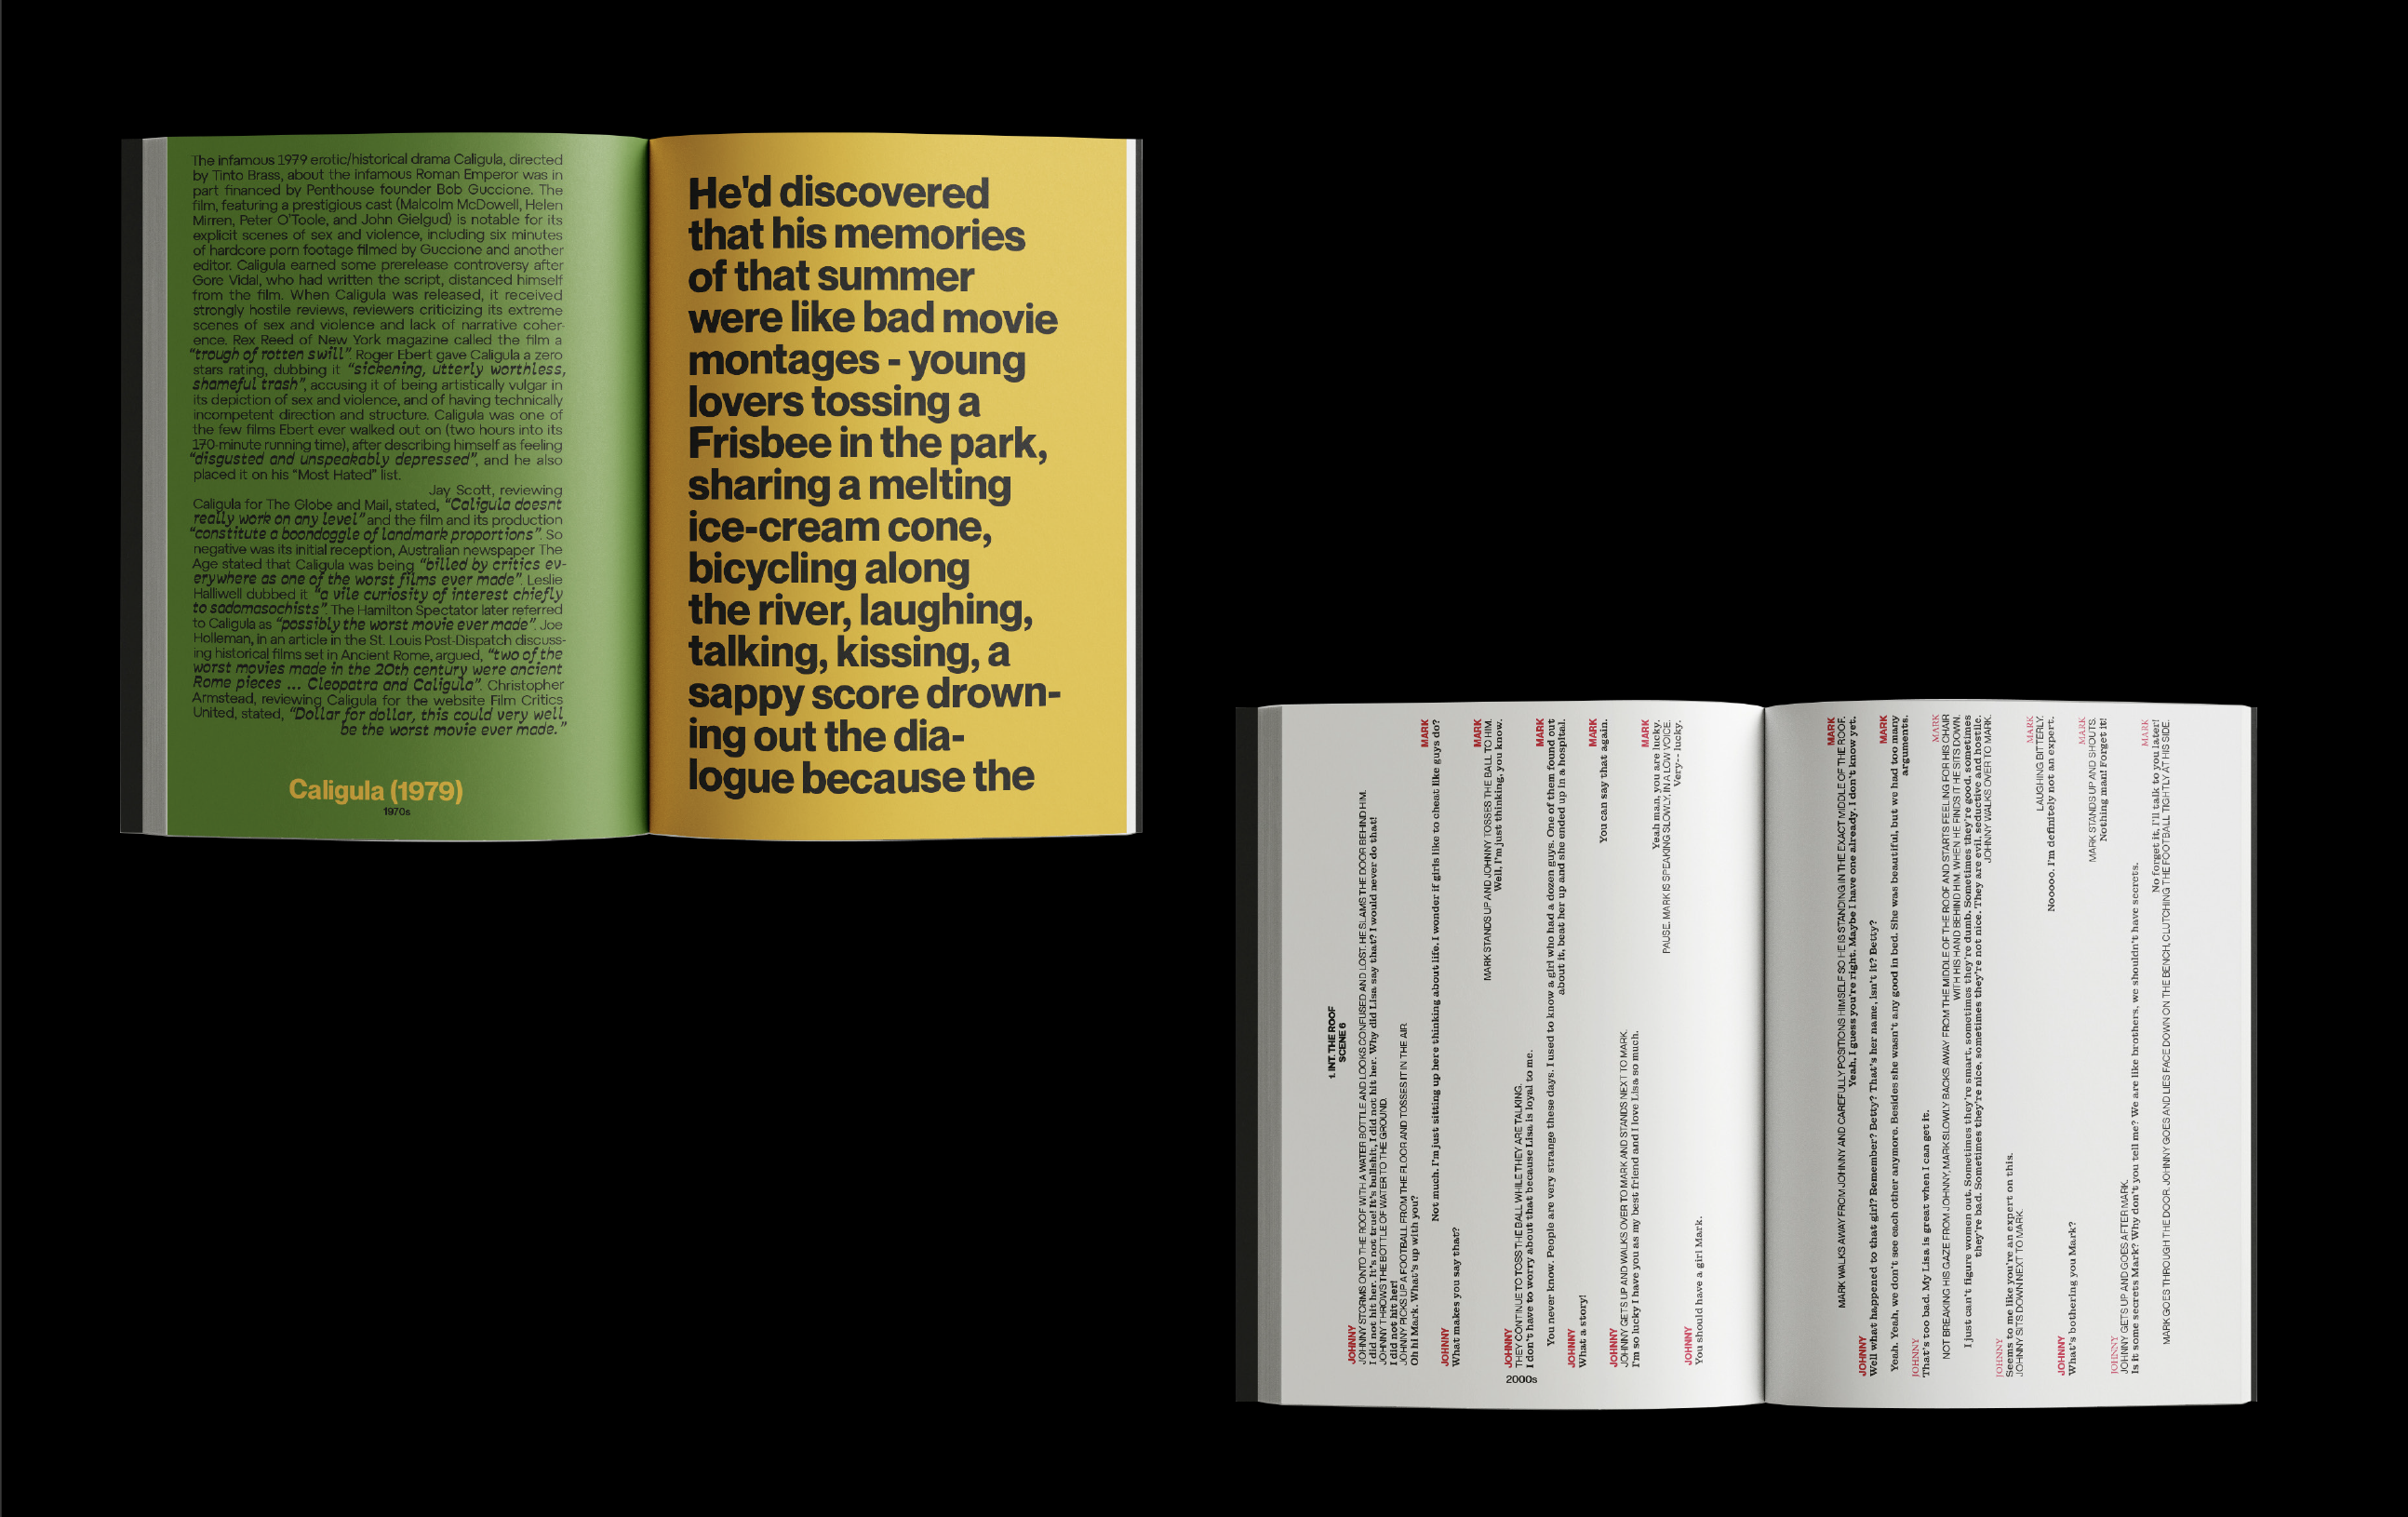 The infamous 1979 erotic/historical drama Caligula, directed
by Tinto Brass, about the infamous Roman Emperor was in
part financed by Penthouse founder Bob Guccione. The
film, featuring a prestigious cast (Malcolm McDowell, Helen
Mirren, Peter O'Toole, and John Gielgud) is notable for its
explicit scenes of sex and violence, including six minutes
of hardcore porn footage filmed by Guccione and another
editor. Caligula earned some prerelease controversy after
Gore Vidal, who had written the script, distanced himself
from the film. When Caligula was released, it received
strongly hostile reviews, reviewers criticizing its extreme
scenes of sex and violence and lack of narrative coher-
ence. Rex Reed of New York magazine called the film a
“trough of rotten swill”. Roger Ebert gave Caligula a zero
stars rating, dubbing it “sickening, utterly worthless,
shameful trash”, accusing it of being artistically vulgar in
its depiction of sex and violence, and of having technically
incompetent direction and structure. Caligula was one of
the few films Ebert ever walked out on (two hours into its
170-minute running time), after describing himself as feeling
“disgusted and unspeakably depressed”, and he also
placed it on his “Most Hated” list.
Jay Scott, reviewing
Caligula for The Globe and Mail, stated, “Caligula doesnt
really work on any level” and the film and its production
“constitute a boondoggle of landmark proportions”. So
negative was its initial reception, Australian newspaper The
Age stated that Caligula was being “billed by critics ev-
erywhere as one of the worst films ever made”. Leslie
Halliwell dubbed it “a vile curiosity of interest chiefly
to sadomasochists”. The Hamilton Spectator later referred
to Caligula as “possibly the worst movie ever made”. Joe
Holleman, in an article in the St. Louis Post-Dispatch discuss-
ing historical films set in Ancient Rome, argued, “two of the
worst movies made in the 20th century were ancient
Rome pieces ... Cleopatra and Caligula”. Christopher
Armstead, reviewing Caligula for the website Film Critics
United, stated, “Dollar for dollar, this could very well
be the worst movie ever made.”
Caligula (1979)
1970s
He'd discovered
that his memories
of that summer
were like bad movie
montages - young
lovers tossing a
Frisbee in the park,
sharing a melting
ice-cream cone,
bicycling along
the river, laughing,
talking, kissing, a
sappy score drown-
ing out the dia-
logue because the
1. INT. THE ROOF
SCENE 6
JOHNNY
JOHNNY STORMS ONTO THE ROOF WITH A WATER BOTTLE AND LOOKS CONFUSED AND LOST. HE SLAMS THE DOOR BEHIND HIM.
I did not hit her. It's not true! It's bullshit, I did not hit her. Why did Lisa say that? I would never do that!
JOHNNY THROWS THE BOTTLE OF WATER TO THE GROUND.
I did not hit her!
JOHNNY PICKS UP A FOOTBALL FROM THE FLOOR AND TOSSES IT IN THE AIR.
Oh hi Mark. What's up with you?
MARK
Not much. I'm just sitting up here thinking about life. I wonder if girls like to cheat like guys do?
JOHNNY
What makes you say that?
MARK
MARK STANDS UP AND JOHNNY TOSSES THE BALL TO HIM.
Well, I'm just thinking, you know.
JOHNNY
THEY CONTINUE TO TOSS THE BALL WHILE THEY ARE TALKING.
I don't have to worry about that because Lisa is loyal to me.
MARK
You never know. People are very strange these days. I used to know a girl who had a dozen guys. One of them found out
about it, beat her up and she ended up in a hospital.
JOHNNY
What a story!
MARK
You can say that again.
JOHNNY
JOHNNY GETS UP AND WALKS OVER TO MARK AND STANDS NEXT TO MARK.
I'm so lucky I have you as my best friend and I love Lisa so much.
MARK
Yeah man, you are lucky.
PAUSE. MARK IS SPEAKING SLOWLY, IN A LOW VOICE.
Very-- lucky.
JOHNNY
You should have a girl Mark.
2000s
MARK
MARK WALKS AWAY FROM JOHNNY AND CAREFULLY POSITIONS HIMSELF SO HE IS STANDING IN THE EXACT MIDDLE OF THE ROOF.
Yeah, I guess you're right. Maybe I have one already. I don't know yet.
JOHNNY
Well what happened to that girl? Remember? Betty? That's her name, isn't it? Betty?
MARK
Yeah. Yeah, we don't see each other anymore. Besides she wasn't any good in bed. She was beautiful, but we had too many
arguments.
JOHNNY
That's too bad. My Lisa is great when I can get it.
MARK
NOT BREAKING HIS GAZE FROM JOHNNY, MARK SLOWLY BACKS AWAY FROM THE MIDDLE OF THE ROOF AND STARTS FEELING FOR HIS CHAIR
WITH HIS HAND BEHIND HIM. WHEN HE FINDS IT HE SITS DOWN.
I just can't figure women out. Sometimes they're smart, sometimes they're dumb. Sometimes they're good, sometimes
they're bad. Sometimes they're nice, sometimes they're not nice. They are evil, seductive and hostile.
JOHNNY WALKS OVER TO MARK.
JOHNNY
Seems to me like you're an expert on this.
JOHNNY SITS DOWN NEXT TO MARK.
MARK
LAUGHING BITTERLY.
Nooooo. I'm definitely not an expert.
JOHNNY
What's bothering you Mark?
MARK
MARK STANDS UP AND SHOUTS.
Nothing man! Forget it!
JOHNNY
JOHNNY GETS UP AND GOES AFTER MARK.
Is it some secrets Mark? Why don't you tell me? We are like brothers, we shouldn't have secrets.
MARK
No forget it, I'll talk to you later!
MARK GOES THROUGH THE DOOR. JOHNNY GOES AND LIES FACE DOWN ON THE BENCH, CLUTCHING THE FOOTBALL TIGHTLY AT HIS SIDE.